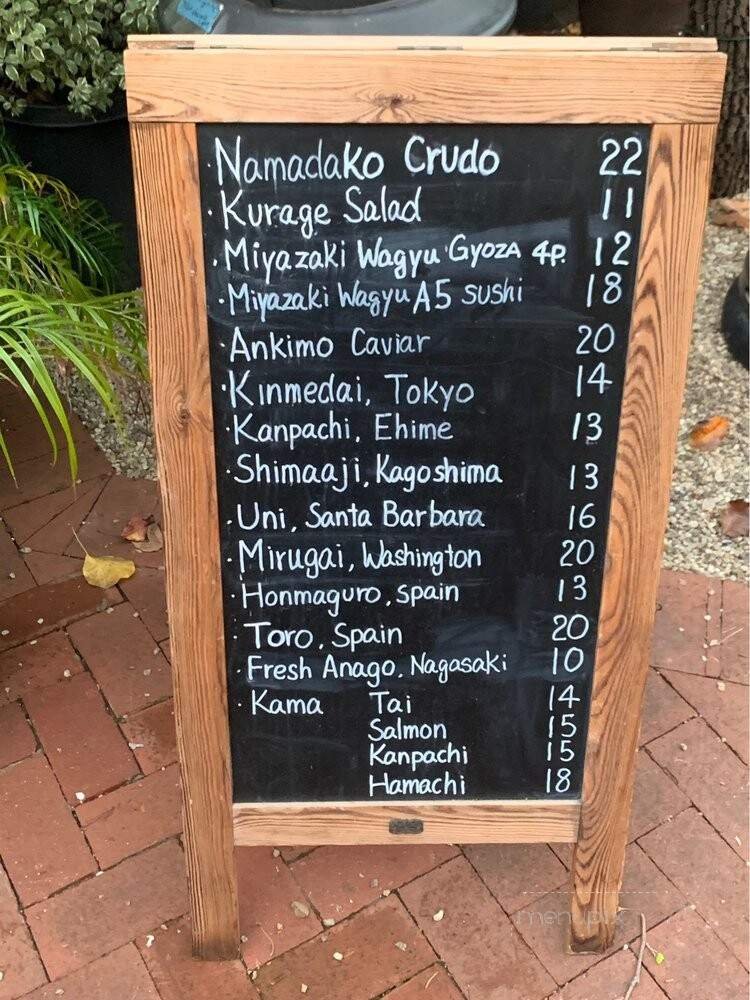 · Namadako Crudo 22
· Kurage Salad 11
· Miyazaki Wagyu Gyoza 4p. 12
· Miyazaki Wagyu A5 sushi 18
· Ankimo Caviar 20
· Kinmedai, Tokyo 14
· Kanpachi, Ehime 13
· Shimaaji, Kagoshima 13
· Uni, Santa Barbara 16
· Mirugai, Washington 20
· Honmaguro, spain 13
· Toro, Spain 20
· Fresh Anago, Nagasaki 10
· Kama Tai 14
Salmon 15
Kanpachi 15
Hamachi 18
menupix